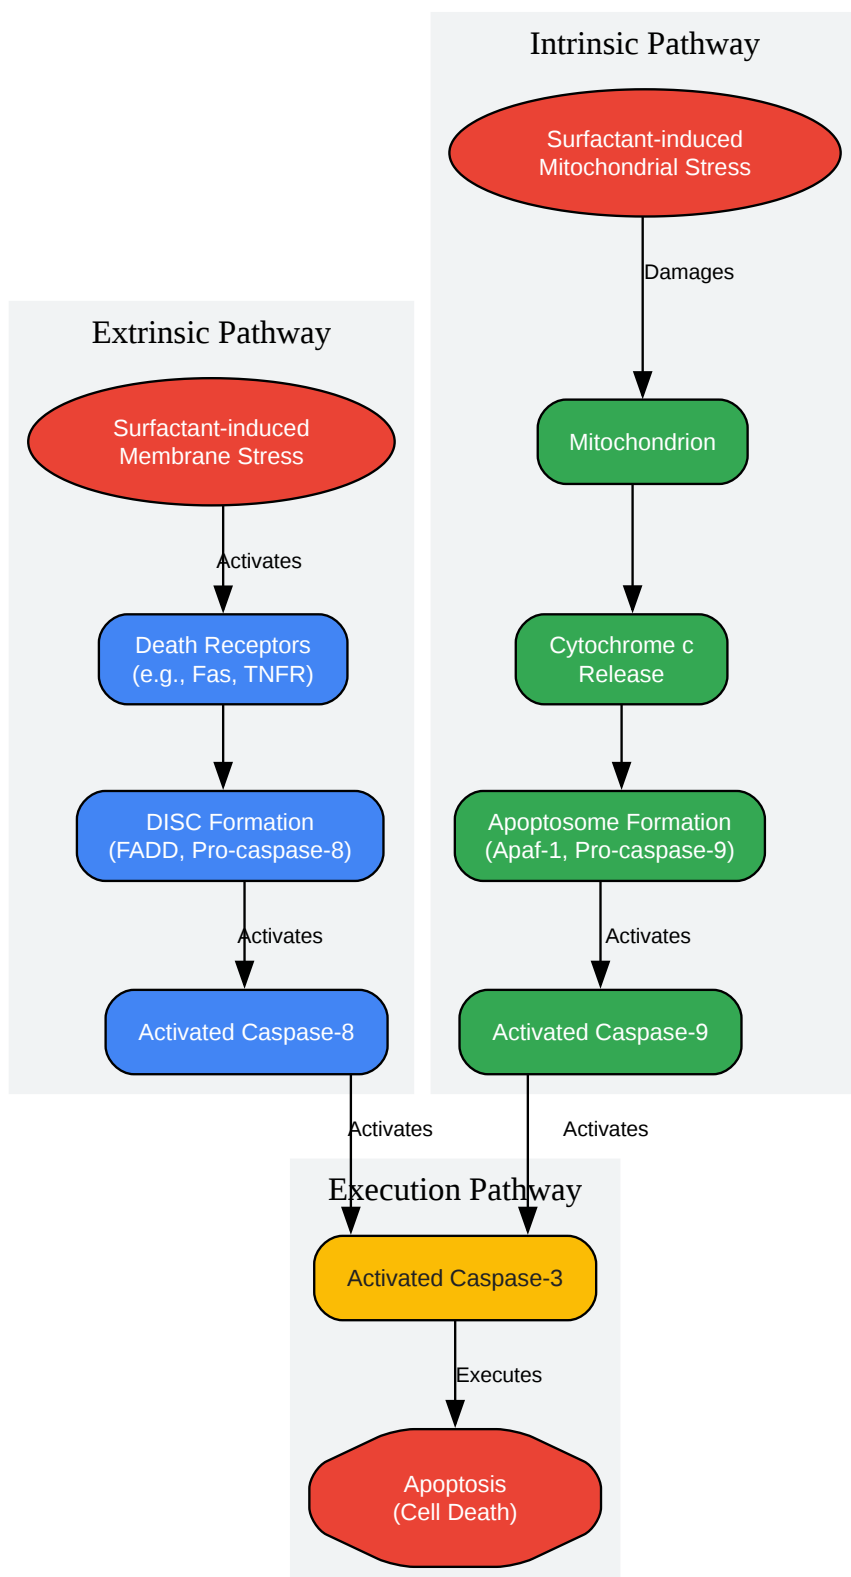 Intrinsic Pathway
Surfactant-induced
Mitochondrial Stress
Damages
Mitochondrion
Cytochrome c
Release
Apoptosome Formation
(Apaf-1, Pro-caspase-9)
Activates
Activated Caspase-9
Activates
Extrinsic Pathway
Surfactant-induced
Membrane Stress
Activates
Death Receptors
(e.g., Fas, TNFR)
DISC Formation
(FADD, Pro-caspase-8)
Activates
Activated Caspase-8
Activates
Execution Pathway
Activated Caspase-3
Executes
Apoptosis
(Cell Death)